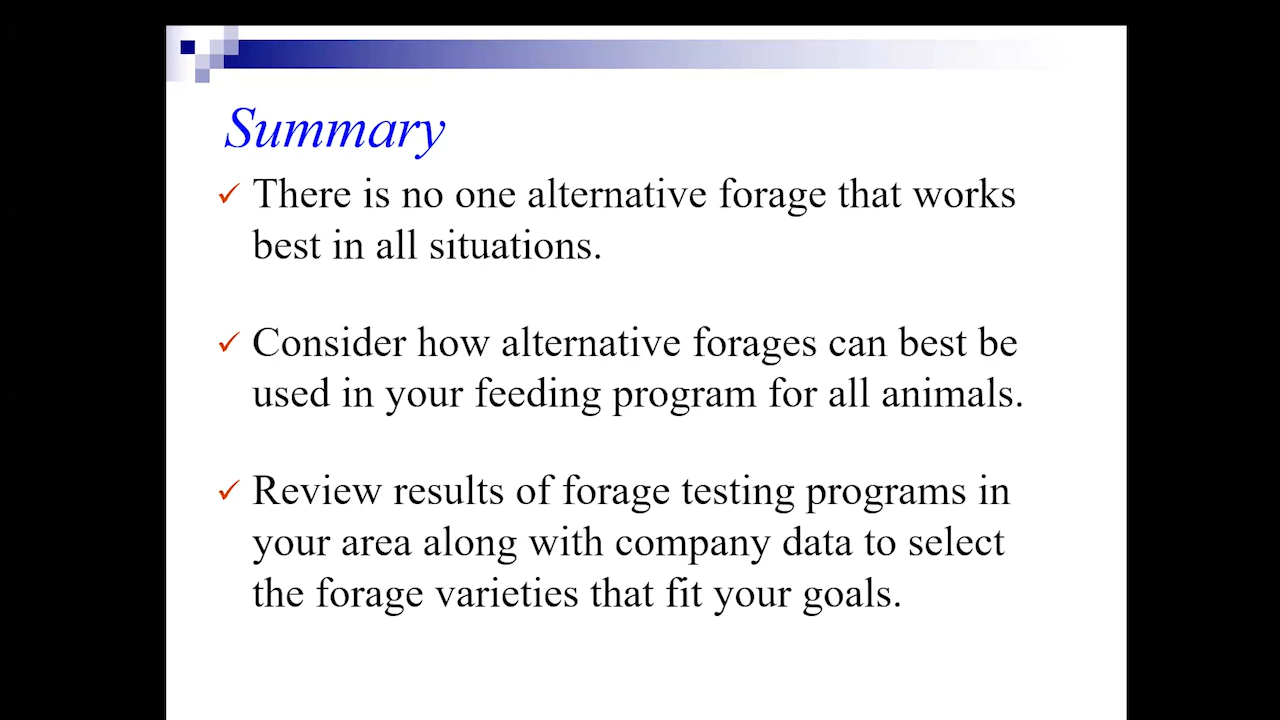 Summary
✓ There is no one alternative forage that works
best in all situations.
✓ Consider how alternative forages can best be
used in your feeding program for all animals.
✓ Review results of forage testing programs in
your area along with company data to select
the forage varieties that fit your goals.